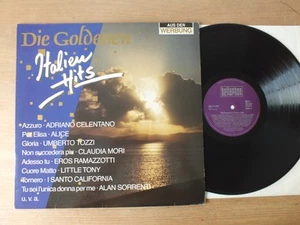 Die Goldenen
Italien
Hits
AUS DER
WERBUNG
Azzuro · ADRIANO CELENTANO
Per Elisa · ALICE
Gloria · UMBERTO TOZZI
Non succedera piu · CLAUDIA MORI
Adesso tu · EROS RAMAZZOTTI
Cuore Matto · LITTLE TONY
Tornero · I SANTO CALIFORNIA
Tu sei l'unica donna per me · ALAN SORRENTI
u. v. a.